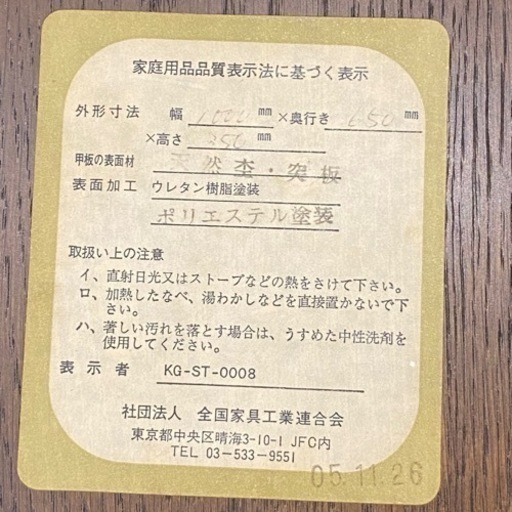 家庭用品品質表示法に基づく表示
外形寸法 幅 1000 mm ×奥行き 650 mm
×高さ 350 mm
甲板の表面材 天然杢・突板
表面加工 ウレタン樹脂塗装
ポリエステル塗装
取扱い上の注意
イ、直射日光又はストーブなどの熱をさけて下さい。
ロ、加熱したなべ、湯わかしなどを直接置かないで下
さい。
ハ、著しい汚れを落とす場合は、うすめた中性洗剤を
使用してください。
表示者 KG-ST-0008
社団法人 全国家具工業連合会
東京都中央区晴海3-10-1 JFC内
TEL 03-533-9551
05.11.26